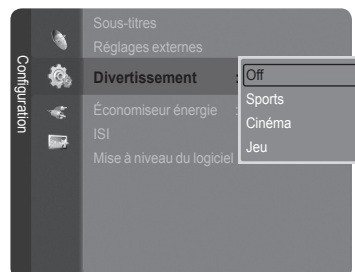 Configuration
Sous-titres
Réglages externes
Divertissement :
Off
Sports
Cinéma
Jeu
Économiseur énergie :
ISI
Mise à niveau du logiciel